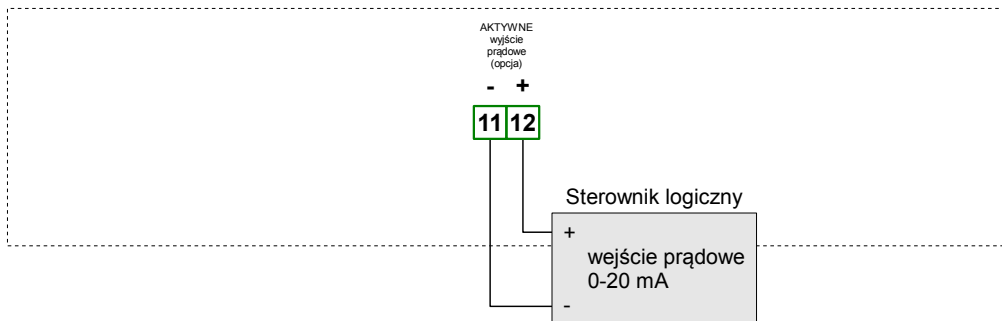 AKTYWNE
wyjście
prądowe
(opcja)
- +
11 12
Sterownik logiczny
+
wejście prądowe
0-20 mA
-